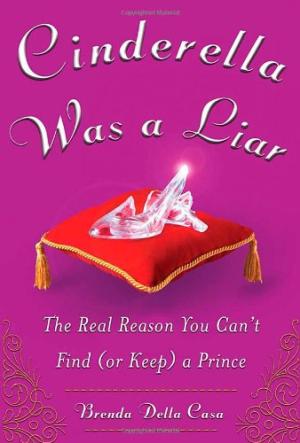 Cinderella
Was a Liar
The Real Reason You Can't
Find (or Keep) a Prince
Brenda Della Casa